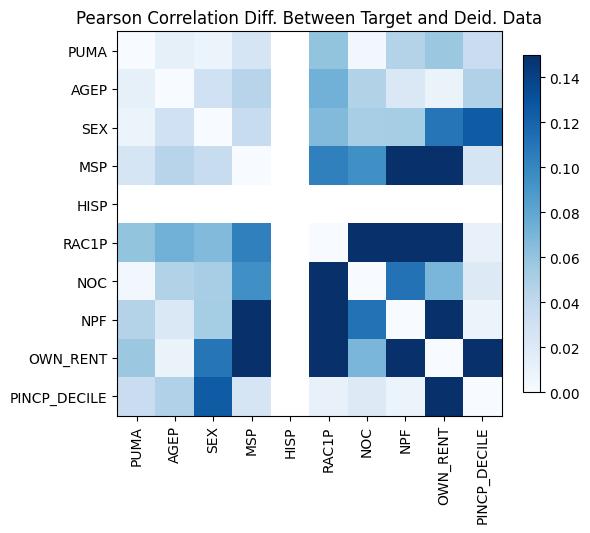 Pearson Correlation Diff. Between Target and Deid. Data
PUMA
AGEP
SEX
MSP
HISP
RAC1P
NOC
NPF
OWN_RENT
PINCP_DECILE
PUMA
AGEP
SEX
MSP
HISP
RAC1P
NOC
NPF
OWN_RENT
PINCP_DECILE
0.14
0.12
0.10
0.08
0.06
0.04
0.02
0.00